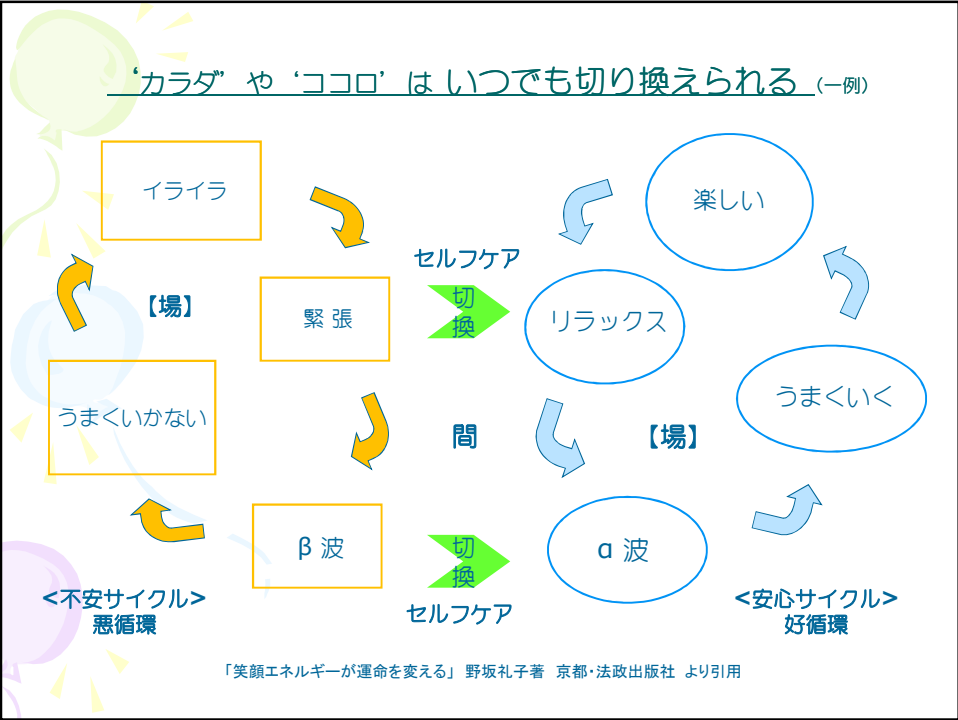 ‘カラダ’や‘ココロ’は いつでも切り換えられる (一例)
イライラ
楽しい
セルフケア
【場】
緊 張
切
換
リラックス
うまくいかない
うまくいく
間
【場】
β 波
切
換
α 波
<不安サイクル>
悪循環
セルフケア
<安心サイクル>
好循環
「笑顔エネルギーが運命を変える」 野坂礼子著 京都・法政出版社 より引用